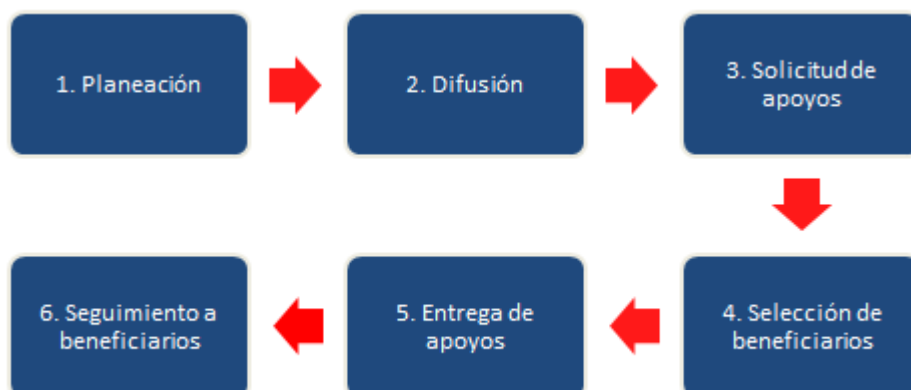 1. Planeación
2. Difusión
3. Solicitud de
apoyos
4. Selección de
beneficiarios
5. Entrega de
apoyos
6. Seguimiento a
beneficiarios